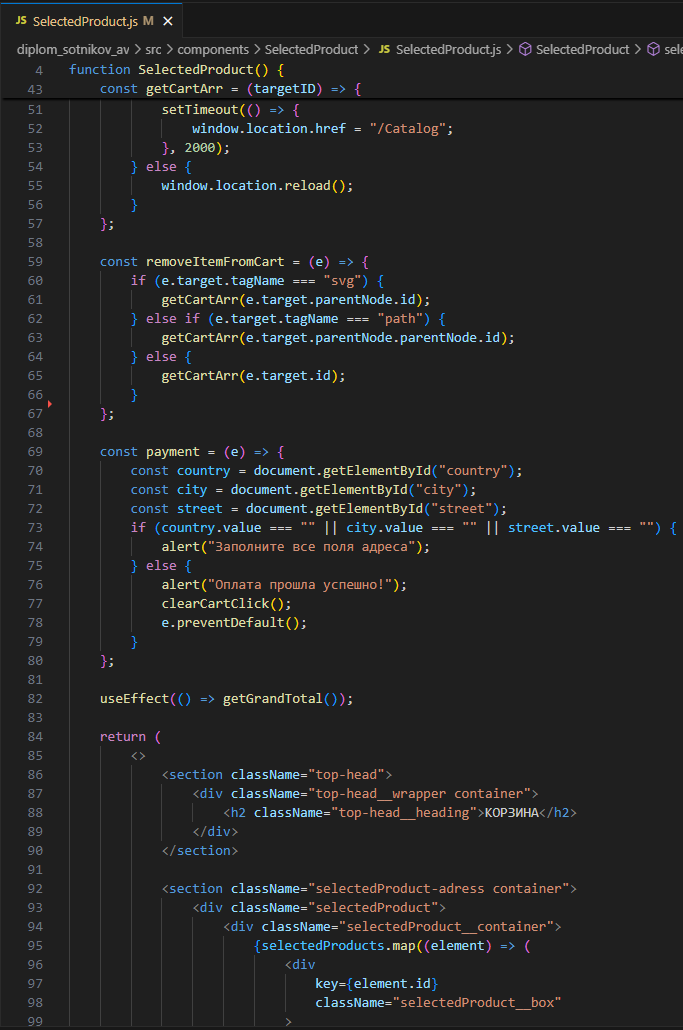 JS SelectedProduct.js M ×
diplom_sotnikov_av > src > components > SelectedProduct > JS SelectedProduct.js > SelectedProduct > sele
4 function SelectedProduct() {
43     const getCartArr = (targetID) => {
51             setTimeout(() => {
52                 window.location.href = "/Catalog";
53             }, 2000);
54         } else {
55             window.location.reload();
56         }
57     };
58
59     const removeItemFromCart = (e) => {
60         if (e.target.tagName === "svg") {
61             getCartArr(e.target.parentNode.id);
62         } else if (e.target.tagName === "path") {
63             getCartArr(e.target.parentNode.parentNode.id);
64         } else {
65             getCartArr(e.target.id);
66         }
67     };
68
69     const payment = (e) => {
70         const country = document.getElementById("country");
71         const city = document.getElementById("city");
72         const street = document.getElementById("street");
73         if (country.value === "" || city.value === "" || street.value === "") {
74             alert("Заполните все поля адреса");
75         } else {
76             alert("Оплата прошла успешно!");
77             clearCartClick();
78             e.preventDefault();
79         }
80     };
81
82     useEffect(() => getGrandTotal());
83
84     return (
85         <>
86             <section className="top-head">
87                 <div className="top-head__wrapper container">
88                     <h2 className="top-head__heading">КОРЗИНА</h2>
89                 </div>
90             </section>
91
92             <section className="selectedProduct-adress container">
93                 <div className="selectedProduct">
94                     <div className="selectedProduct__container">
95                         {selectedProducts.map((element) => (
96                             <div
97                                 key={element.id}
98                                 className="selectedProduct__box"
99                             >